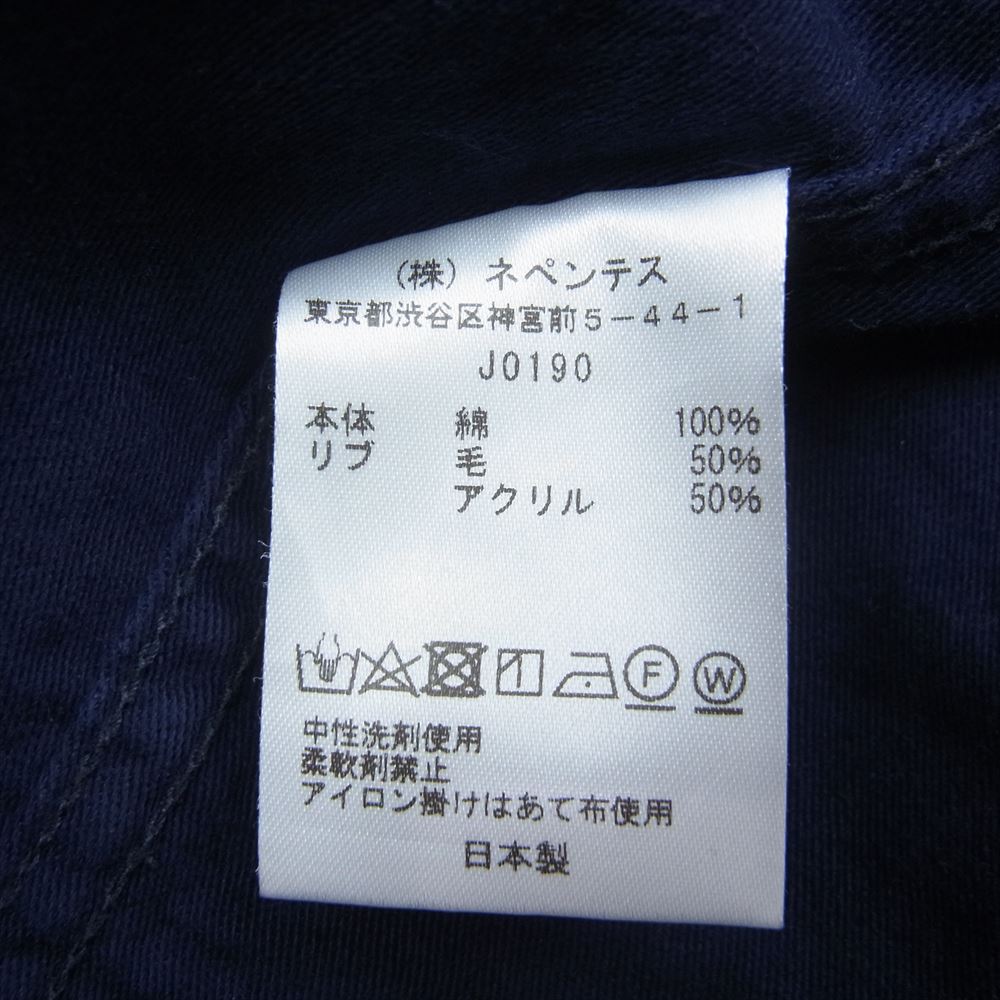 (株) ネペンテス
東京都渋谷区神宮前5-44-1
J0190
本体 綿 100%
リブ 毛 50%
アクリル 50%
F W
中性洗剤使用
柔軟剤禁止
アイロン掛けはあて布使用
日本製